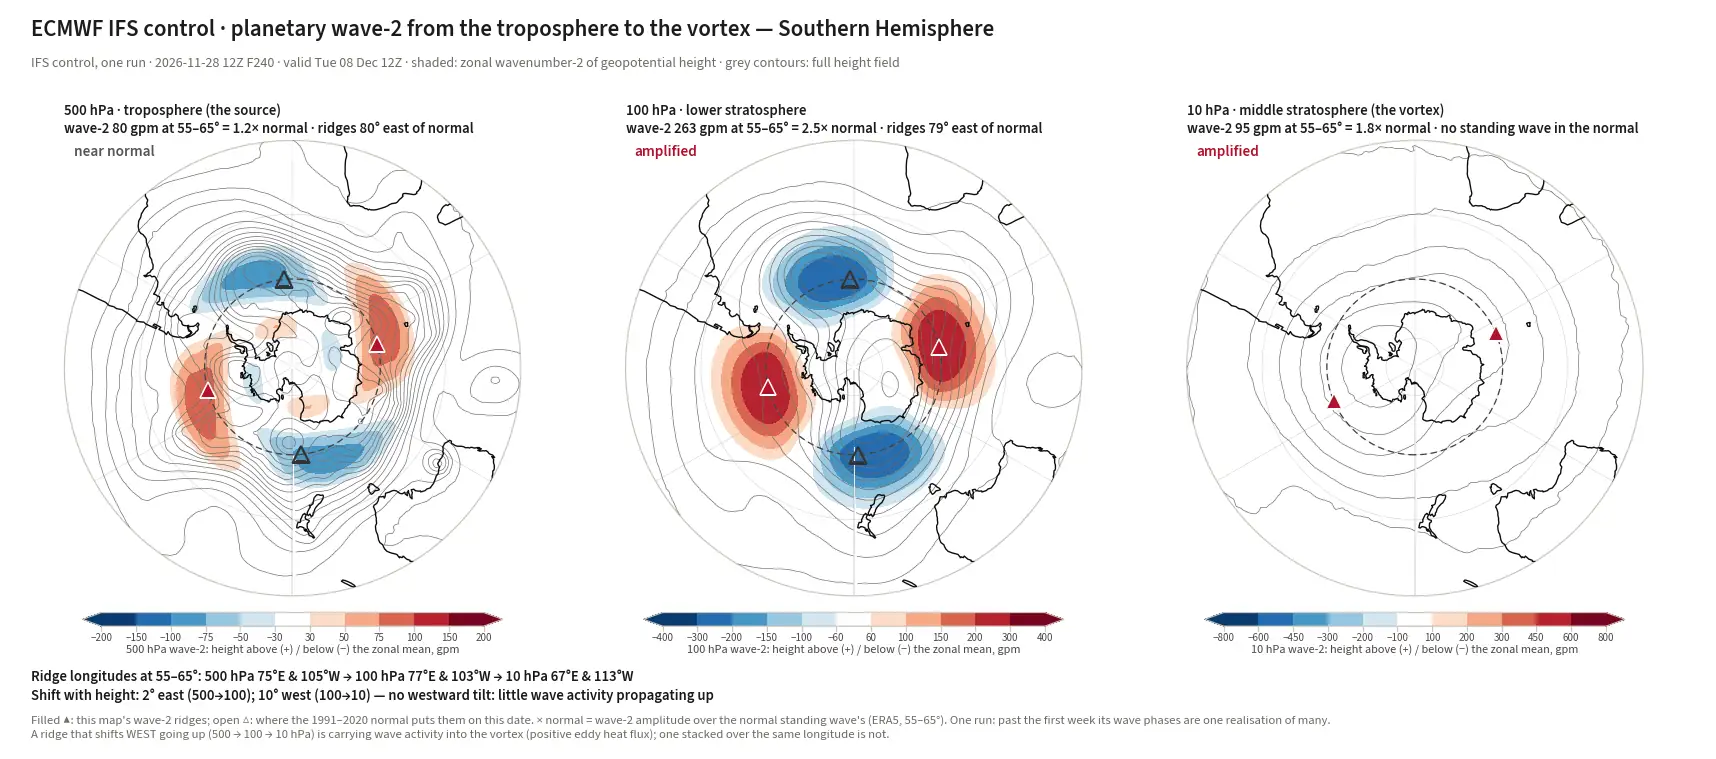 ECMWF IFS control · planetary wave-2 from the troposphere to the vortex — Southern Hemisphere
IFS control, one run · 2026-11-28 12Z F240 · valid Tue 08 Dec 12Z · shaded: zonal wavenumber-2 of geopotential height · grey contours: full height field
500 hPa · troposphere (the source)
wave-2 80 gpm at 55–65° = 1.2× normal · ridges 80° east of normal
near normal
100 hPa · lower stratosphere
wave-2 263 gpm at 55–65° = 2.5× normal · ridges 79° east of normal
amplified
10 hPa · middle stratosphere (the vortex)
wave-2 95 gpm at 55–65° = 1.8× normal · no standing wave in the normal
amplified
−200 −150 −100 −75 −50 −30 30 50 75 100 150 200
500 hPa wave-2: height above (+) / below (−) the zonal mean, gpm
−400 −300 −200 −150 −100 −60 60 100 150 200 300 400
100 hPa wave-2: height above (+) / below (−) the zonal mean, gpm
−800 −600 −450 −300 −200 −100 100 200 300 450 600 800
10 hPa wave-2: height above (+) / below (−) the zonal mean, gpm
Ridge longitudes at 55–65°: 500 hPa 75°E & 105°W → 100 hPa 77°E & 103°W → 10 hPa 67°E & 113°W
Shift with height: 2° east (500→100); 10° west (100→10) — no westward tilt: little wave activity propagating up
Filled ▲: this map's wave-2 ridges; open △: where the 1991–2020 normal puts them on this date. × normal = wave-2 amplitude over the normal standing wave's (ERA5, 55–65°). One run: past the first week its wave phases are one realisation of many.
A ridge that shifts WEST going up (500 → 100 → 10 hPa) is carrying wave activity into the vortex (positive eddy heat flux); one stacked over the same longitude is not.